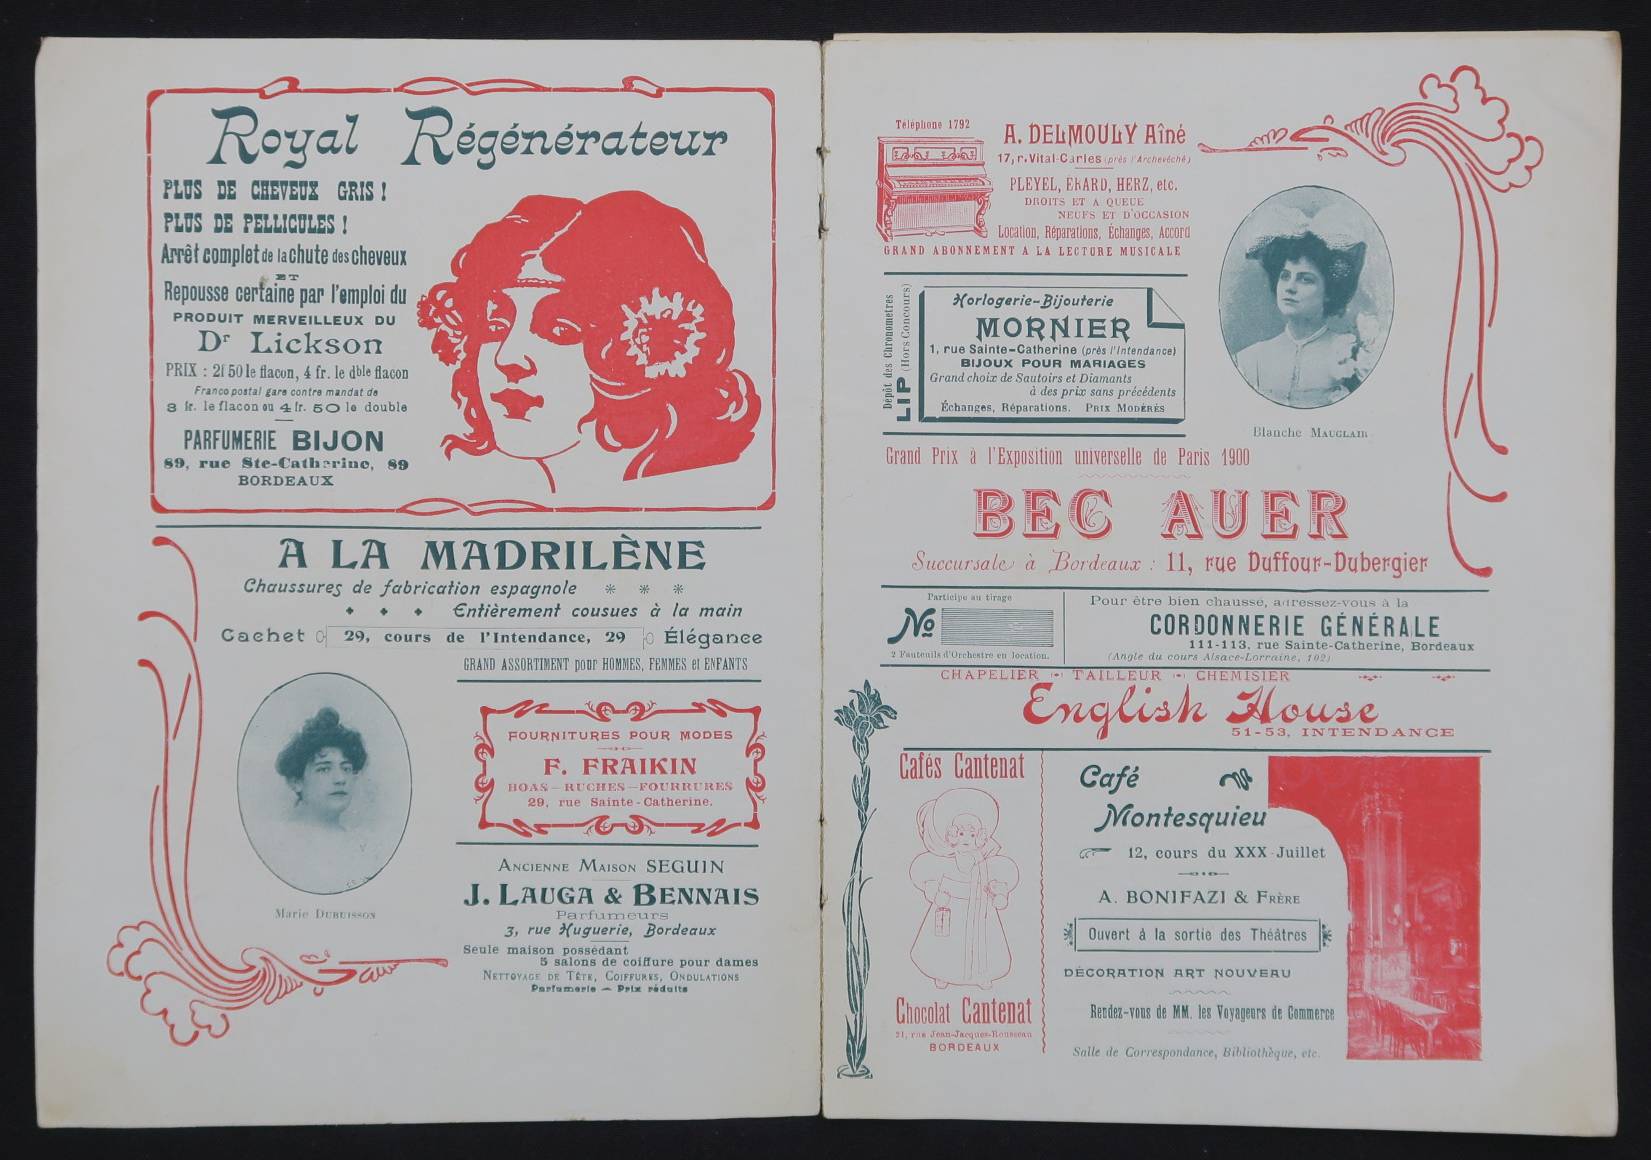 Royal Régénérateur
PLUS DE CHEVEUX GRIS !
PLUS DE PELLICULES !
Arrêt complet de la chute des cheveux
ET
Repousse certaine par l'emploi du
PRODUIT MERVEILLEUX DU
Dr Lickson
PRIX : 2f 50 le flacon, 4 fr. le dble flacon
Franco postal gare contre mandat de
3 fr. le flacon ou 4 fr. 50 le double
PARFUMERIE BIJON
89, rue Ste-Catherine, 89
BORDEAUX
A LA MADRILÈNE
Chaussures de fabrication espagnole
Entièrement cousues à la main
Cachet 29, cours de l'Intendance, 29 Élégance
GRAND ASSORTIMENT pour HOMMES, FEMMES et ENFANTS
Marie DUBUISSON
FOURNITURES POUR MODES
F. FRAIKIN
BOAS — RUCHES — FOURRURES
29, rue Sainte-Catherine.
ANCIENNE MAISON SEGUIN
J. LAUGA & BENNAIS
Parfumeurs
3, rue Huguerie, Bordeaux
Seule maison possédant
5 salons de coiffure pour dames
NETTOYAGE DE TÊTE, COIFFURES, ONDULATIONS
Parfumerie — Prix réduits
Téléphone 1792
A. DELMOULY Aîné
17, r. Vital-Carles (près l'Archevêché)
PLEYEL, ERARD, HERZ, etc.
DROITS ET A QUEUE
NEUFS ET D'OCCASION
Location, Réparations, Échanges, Accord
GRAND ABONNEMENT A LA LECTURE MUSICALE
Dépôt des Chronomètres
LIP (Hors Concours)
Horlogerie-Bijouterie
MORNIER
1, rue Sainte-Catherine (près l'Intendance)
BIJOUX POUR MARIAGES
Grand choix de Sautoirs et Diamants
à des prix sans précédents
Échanges, Réparations. PRIX MODÉRÉS
Blanche MAUGLAIR
Grand Prix à l'Exposition universelle de Paris 1900
BEC AUER
Succursale à Bordeaux : 11, rue Duffour-Dubergier
Participe au tirage
No
2 Fauteuils d'Orchestre en location.
Pour être bien chaussé, adressez-vous à la
CORDONNERIE GÉNÉRALE
111-113, rue Sainte-Catherine, Bordeaux
(Angle du cours Alsace-Lorraine, 102)
CHAPELIER TAILLEUR CHEMISIER
English House
51-53, INTENDANCE
Cafés Cantenat
Chocolat Cantenat
21, rue Jean-Jacques-Rousseau
BORDEAUX
Café
Montesquieu
12, cours du XXX-Juillet
A. BONIFAZI & FRÈRE
Ouvert à la sortie des Théâtres
DÉCORATION ART NOUVEAU
Rendez-vous de MM. les Voyageurs de Commerce
Salle de Correspondance, Bibliothèque, etc.